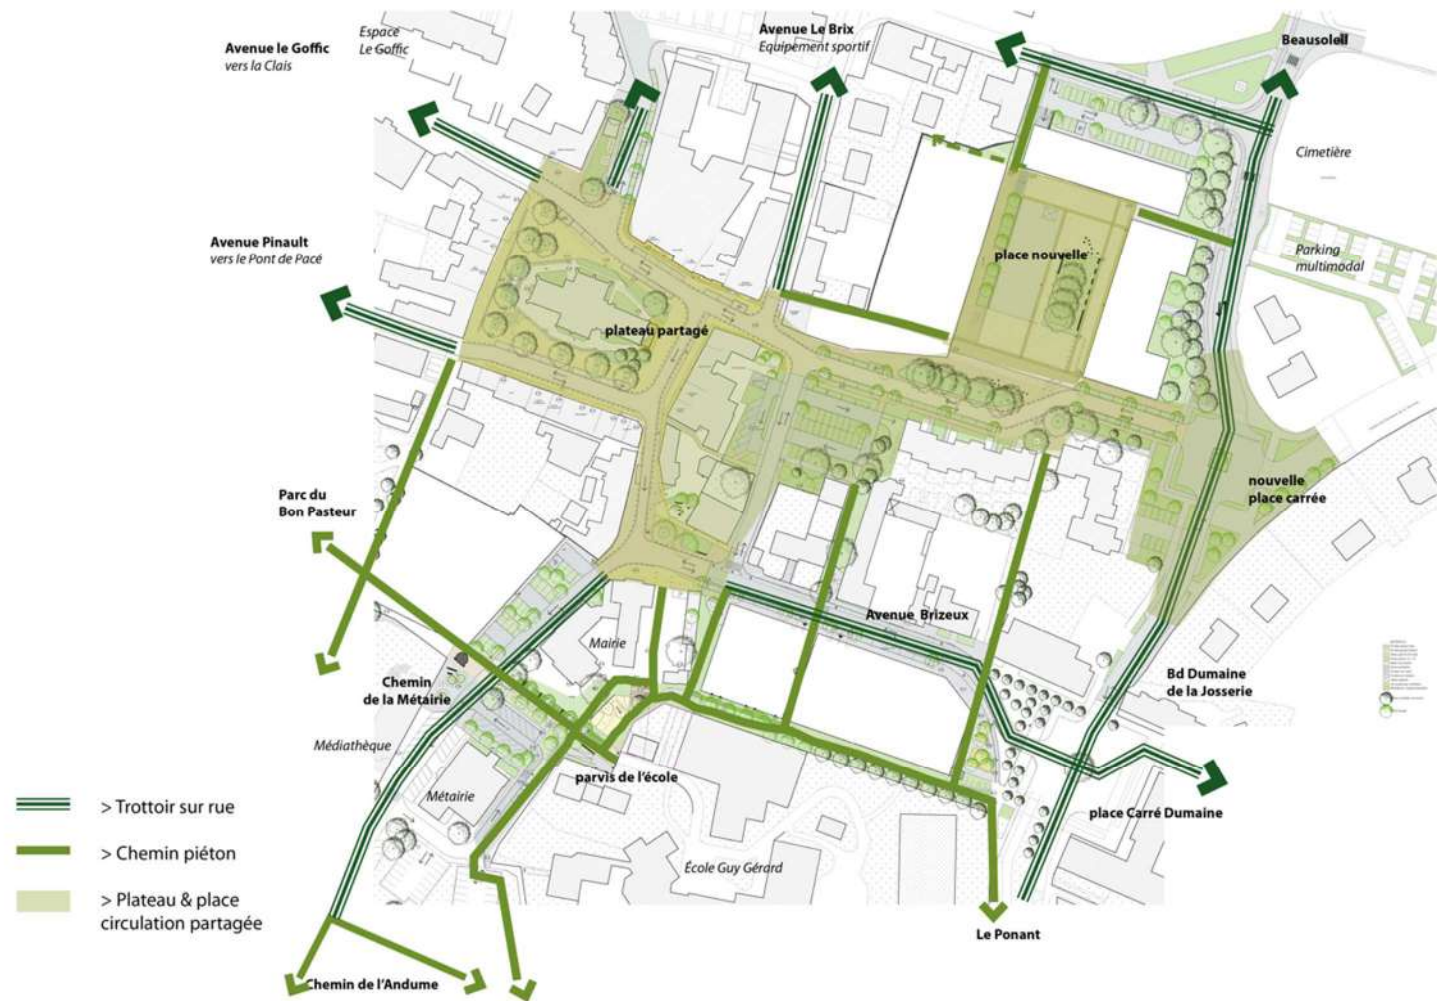 Avenue le Goffic
vers la Clais
Espace
Le Goffic
Avenue Le Brix
Equipement sportif
Beausoleil
Cimetière
Avenue Pinault
vers le Pont de Pacé
place nouvelle
Parking
multimodal
plateau partagé
Parc du
Bon Pasteur
nouvelle
place carrée
Avenue Brizeux
Mairie
Chemin
de la Métairie
Bd Dumaine
de la Josserie
Médiathèque
parvis de l'école
Métairie
place Carré Dumaine
École Guy Gérard
Le Ponant
Chemin de l'Andume
> Trottoir sur rue
> Chemin piéton
> Plateau & place
circulation partagée